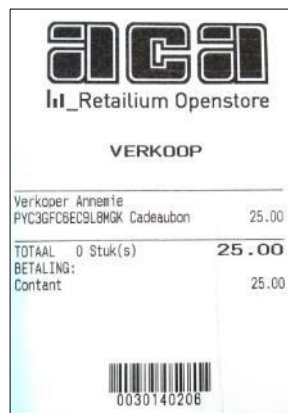 aca
_Retailium Openstore
VERKOOP
Verkoper Annemie
PYC3GFC6EC9L8MGK Cadeaubon 25.00
TOTAAL 0 Stuk(s) 25.00
BETALING:
Contant 25.00
0030140206